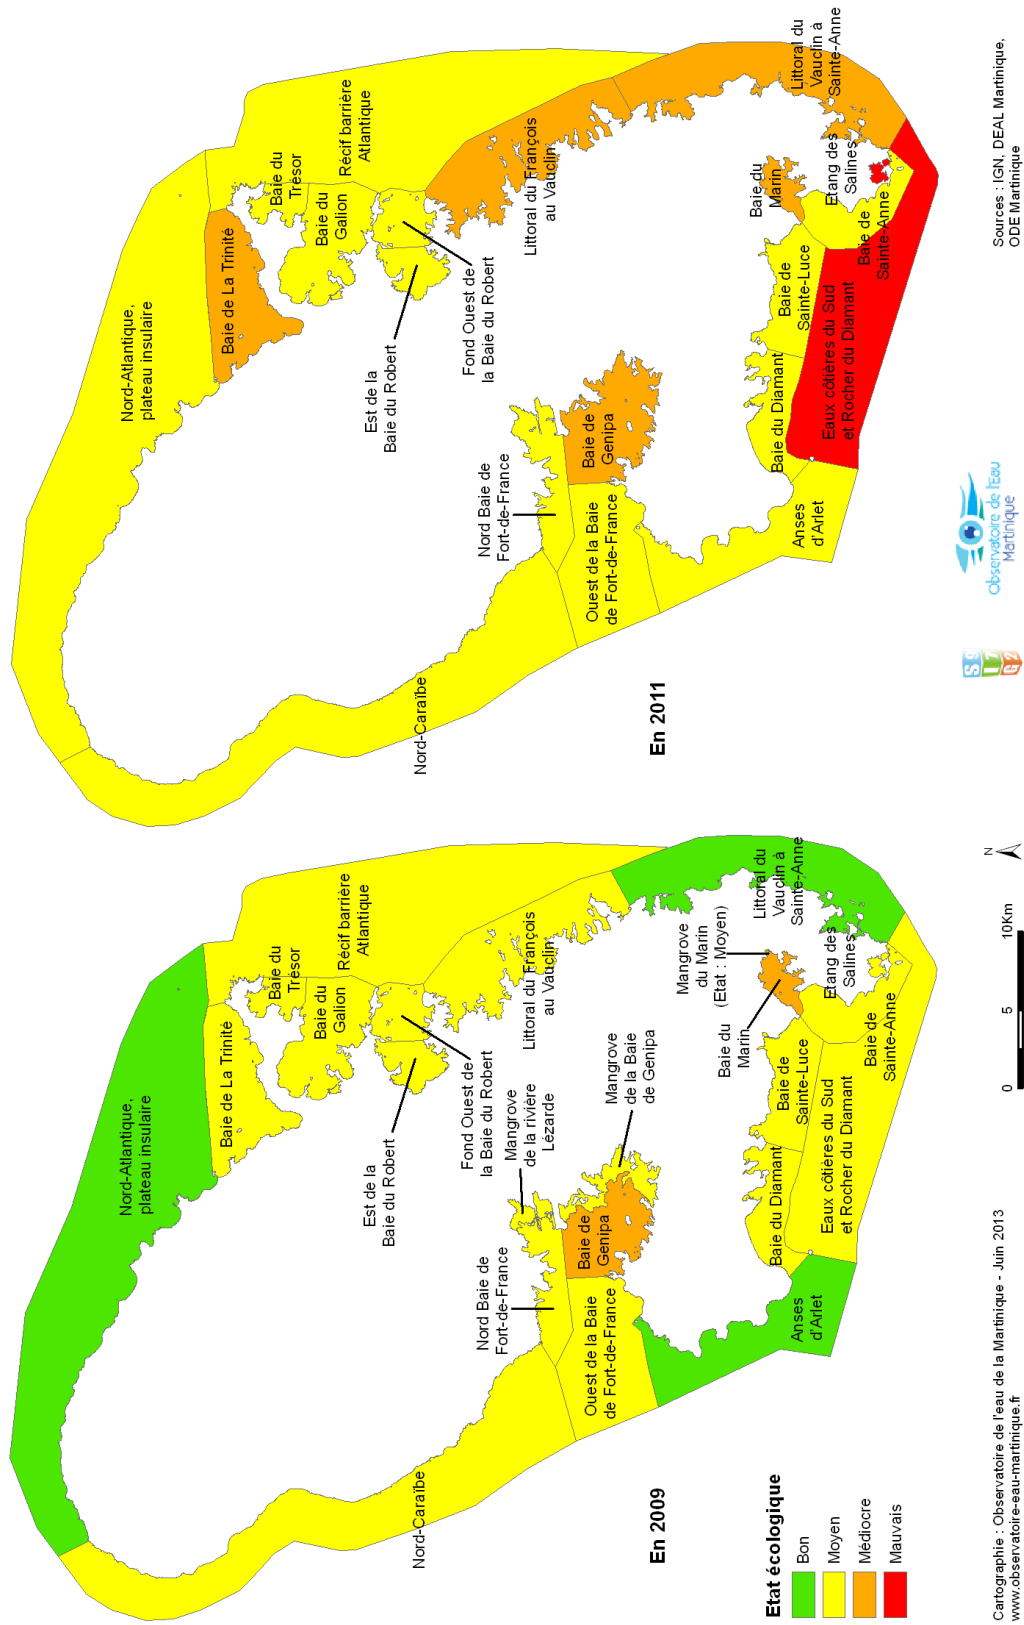 Nord-Atlantique,
plateau insulaire
Baie de La Trinité
Baie du
Trésor
Baie du
Galion
Récif barrière
Atlantique
Est de la
Baie du Robert
Fond Ouest de
la Baie du Robert
Littoral du François
au Vauclin
Mangrove
de la rivière
Lézarde
Nord Baie de
Fort-de-France
Baie de
Genipa
Mangrove
de la Baie
de Genipa
Ouest de la Baie
de Fort-de-France
Nord-Caraïbe
Mangrove
du Marin
(Etat : Moyen)
Littoral du
Vauclin à
Sainte-Anne
Baie du
Marin
Etang des
Salines
Baie de
Sainte-Luce
Baie de
Sainte-Anne
Baie du Diamant
Eaux côtières du Sud
et Rocher du Diamant
Anses
d'Arlet
En 2009
Etat écologique
Bon
Moyen
Médiocre
Mauvais
N
0 5 10Km
Cartographie : Observatoire de l'eau de la Martinique - Juin 2013
www.observatoire-eau-martinique.fr
Nord-Atlantique,
plateau insulaire
Baie de La Trinité
Baie du
Trésor
Baie du
Galion
Récif barrière
Atlantique
Est de la
Baie du Robert
Fond Ouest de
la Baie du Robert
Littoral du François
au Vauclin
Nord Baie de
Fort-de-France
Baie de
Genipa
Ouest de la Baie
de Fort-de-France
Nord-Caraïbe
Littoral du
Vauclin à
Sainte-Anne
Baie du
Marin
Etang des
Salines
Baie de
Sainte-Luce
Baie de
Sainte-Anne
Baie du Diamant
Eaux côtières du Sud
et Rocher du Diamant
Anses
d'Arlet
En 2011
Observatoire de l'Eau
Martinique
Sources : IGN, DEAL Martinique,
ODE Martinique